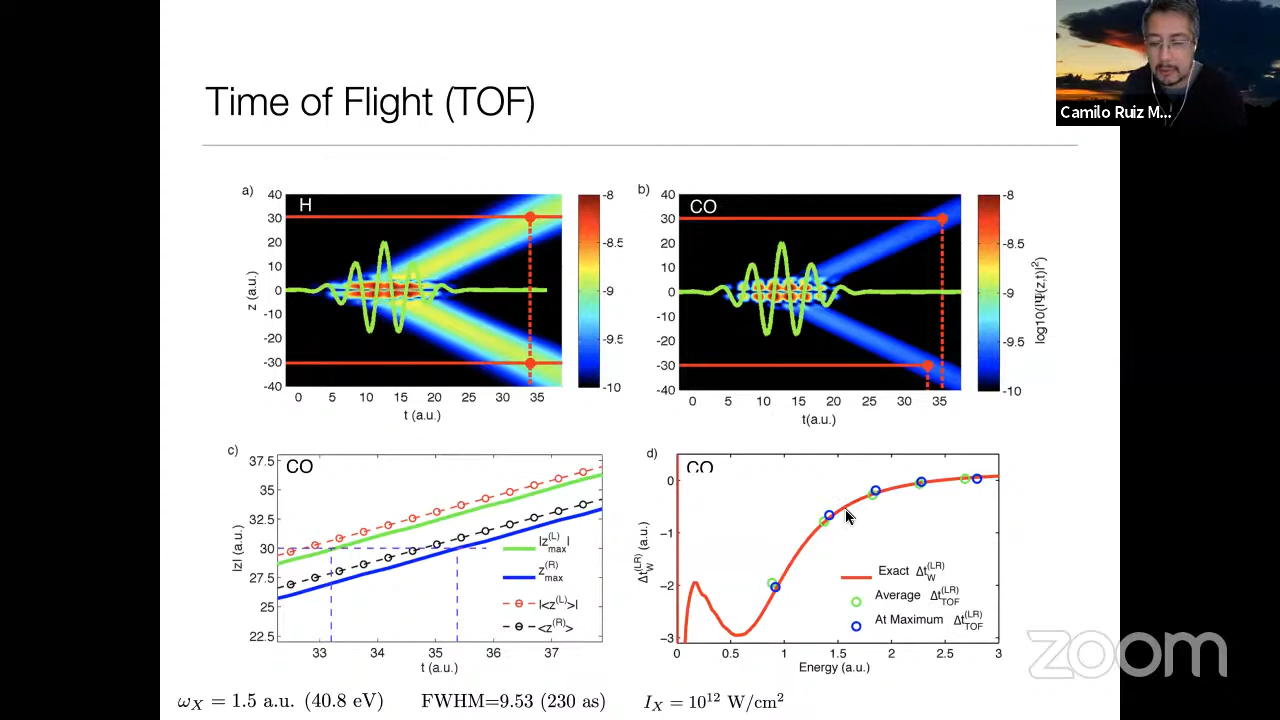 Camilo Ruiz M...
Time of Flight (TOF)
a)
H
40
30
20
10
0
-10
-20
-30
-40
z (a.u.)
0 5 10 15 20 25 30 35
t (a.u.)
-8
-8.5
-9
-9.5
-10
b)
CO
40
30
20
10
0
-10
-20
-30
-40
0 5 10 15 20 25 30 35
t(a.u.)
-8
-8.5
-9
-9.5
-10
log10(|Ψ(z,t)|²)
c)
CO
37.5
35
32.5
30
27.5
25
22.5
|z| (a.u.)
33 34 35 36 37
t (a.u.)
|z_max^(L)|
z_max^(R)
|<z^(L)>|
<z^(R)>
d)
CO
0
-1
-2
-3
Δt_W^(LR) (a.u.)
0 0.5 1 1.5 2 2.5 3
Energy (a.u.)
Exact Δt_W^(LR)
Average Δt_TOF^(LR)
At Maximum Δt_TOF^(LR)
zoom
ω_X = 1.5 a.u. (40.8 eV) FWHM=9.53 (230 as) I_X = 10^12 W/cm²